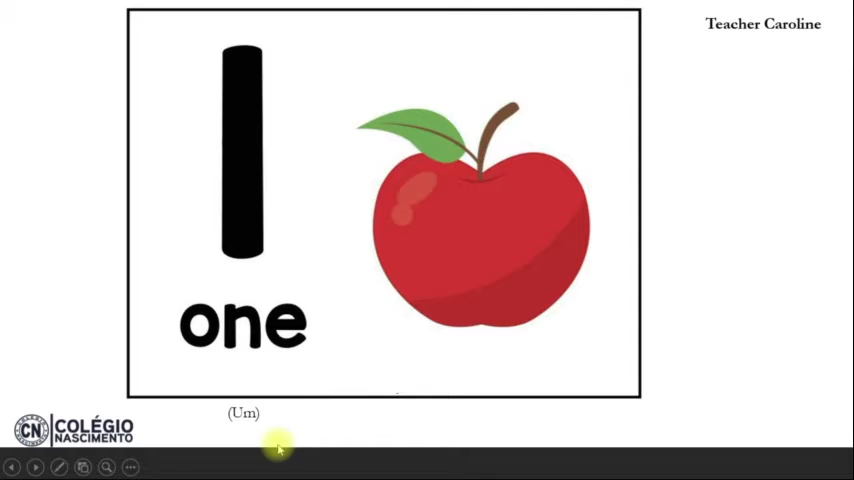 Teacher Caroline
1
one
(Um)
CN
COLÉGIO
NASCIMENTO